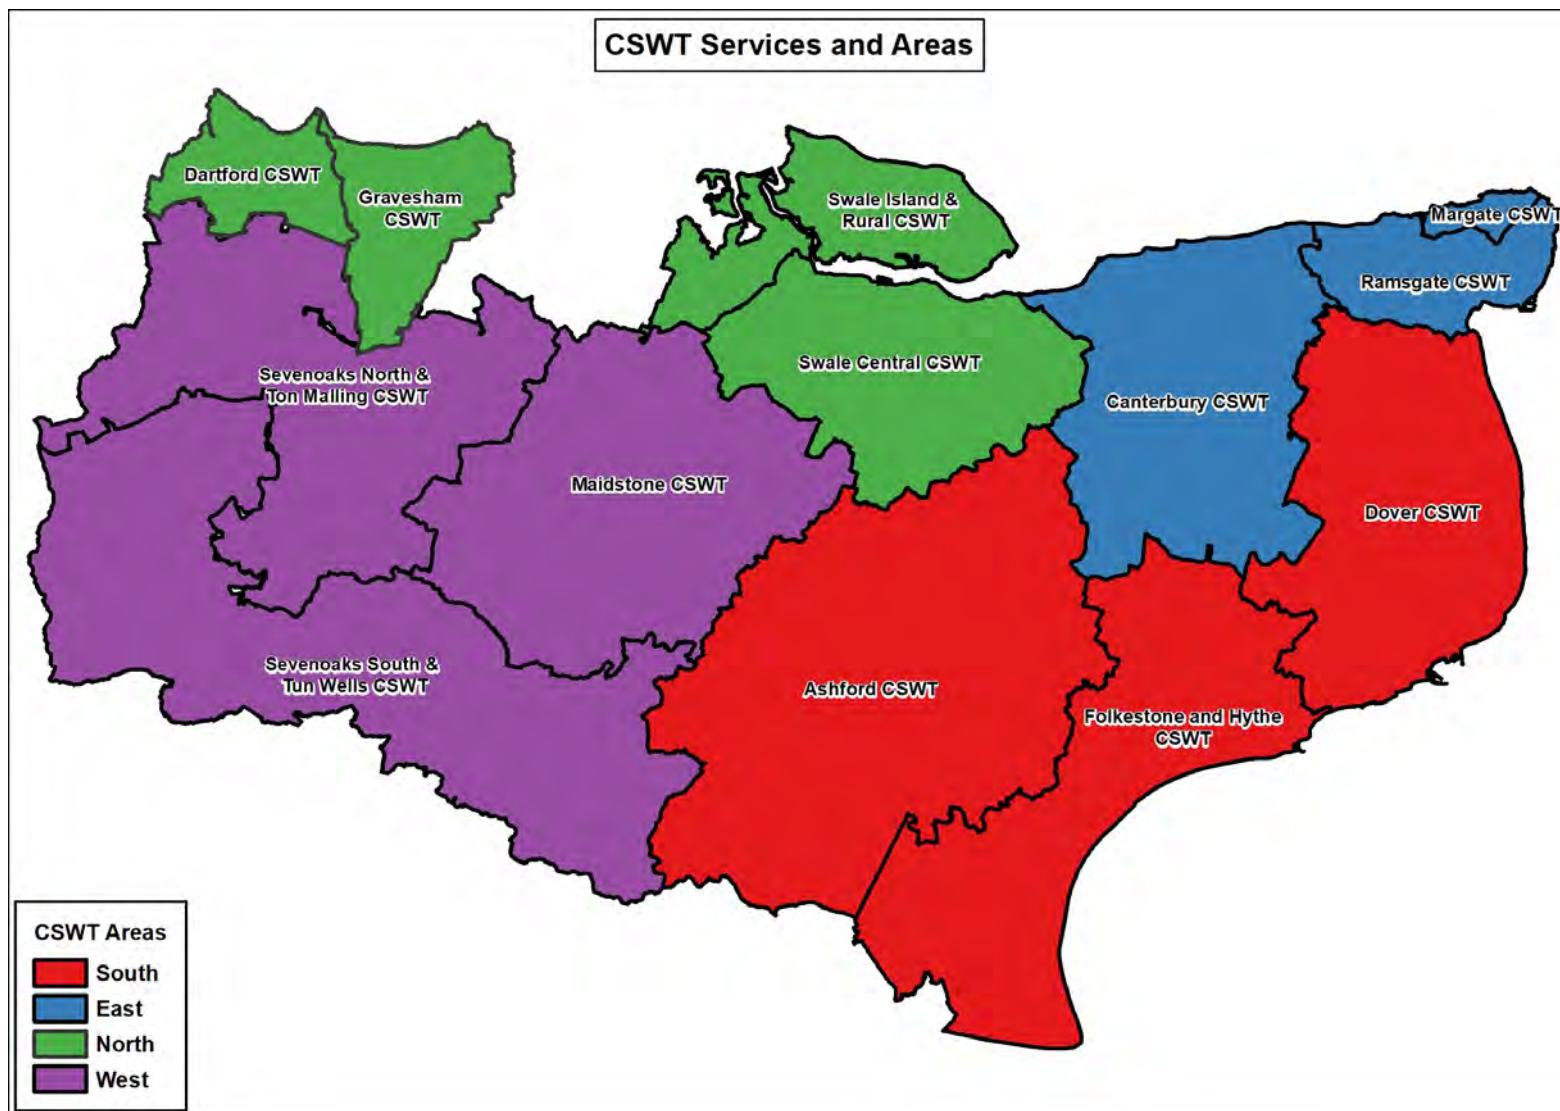 CSWT Services and Areas
Dartford CSWT
Gravesham
CSWT
Swale Island &
Rural CSWT
Margate CSWT
Ramsgate CSWT
Swale Central CSWT
Sevenoaks North &
Ton Malling CSWT
Canterbury CSWT
Maidstone CSWT
Dover CSWT
Sevenoaks South &
Tun Wells CSWT
Ashford CSWT
Folkestone and Hythe
CSWT
CSWT Areas
South
East
North
West